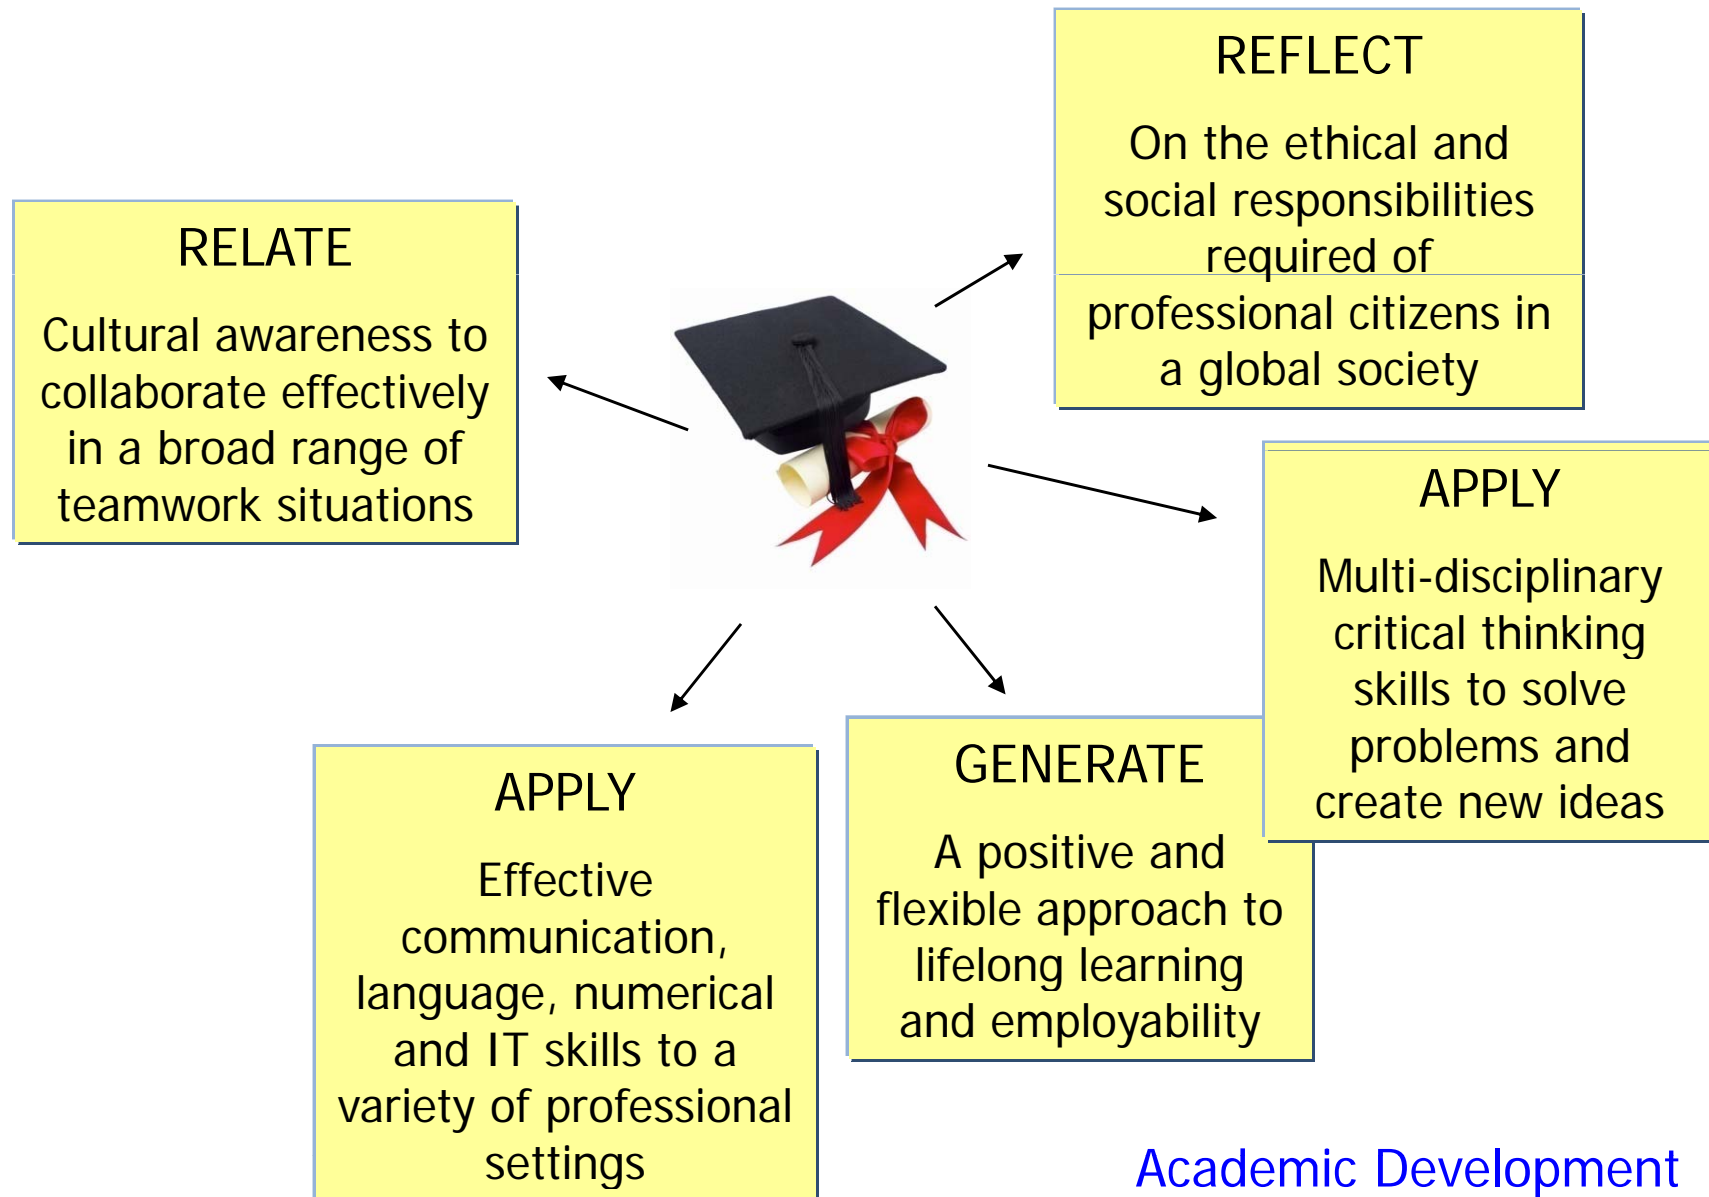 REFLECT
On the ethical and
social responsibilities
required of
professional citizens in
a global society
RELATE
Cultural awareness to
collaborate effectively
in a broad range of
teamwork situations
APPLY
Multi-disciplinary
critical thinking
skills to solve
problems and
create new ideas
GENERATE
A positive and
flexible approach to
lifelong learning
and employability
APPLY
Effective
communication,
language, numerical
and IT skills to a
variety of professional
settings
Academic Development